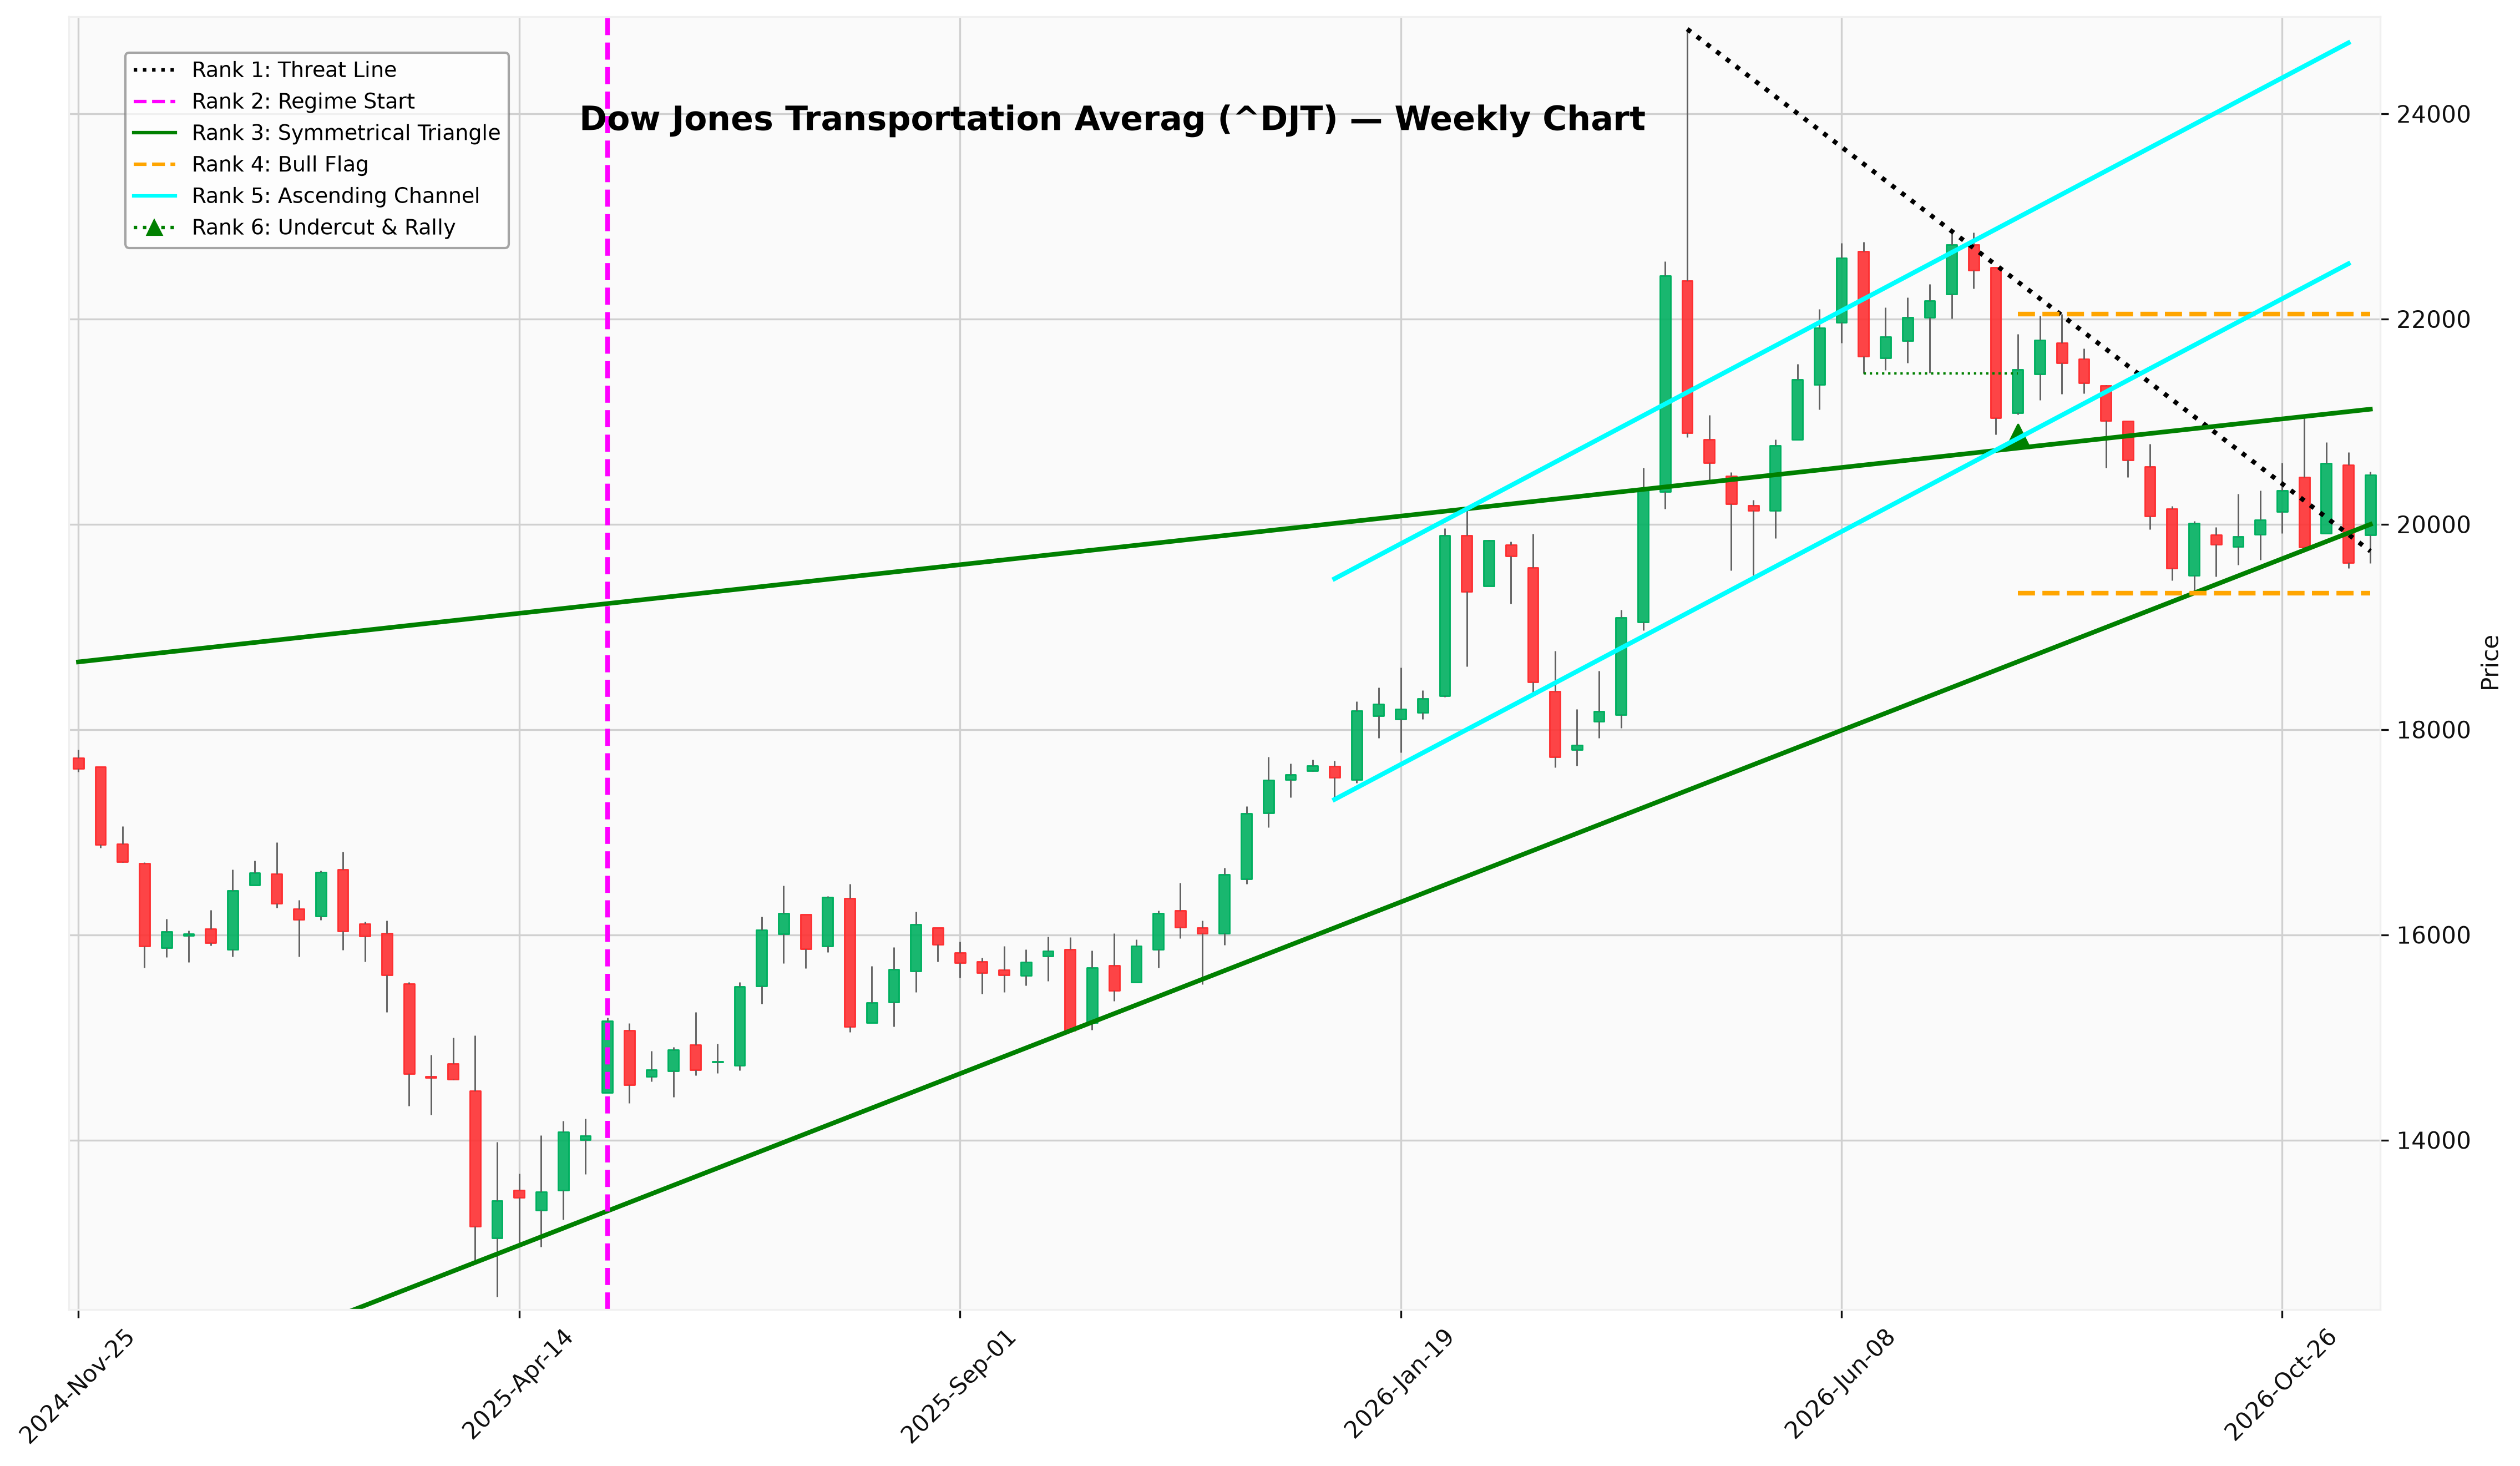 Dow Jones Transportation Averag (^DJT) — Weekly Chart
Rank 1: Threat Line
Rank 2: Regime Start
Rank 3: Symmetrical Triangle
Rank 4: Bull Flag
Rank 5: Ascending Channel
Rank 6: Undercut & Rally
24000
22000
20000
18000
16000
14000
Price
2024-Nov-25
2025-Apr-14
2025-Sep-01
2026-Jan-19
2026-Jun-08
2026-Oct-26